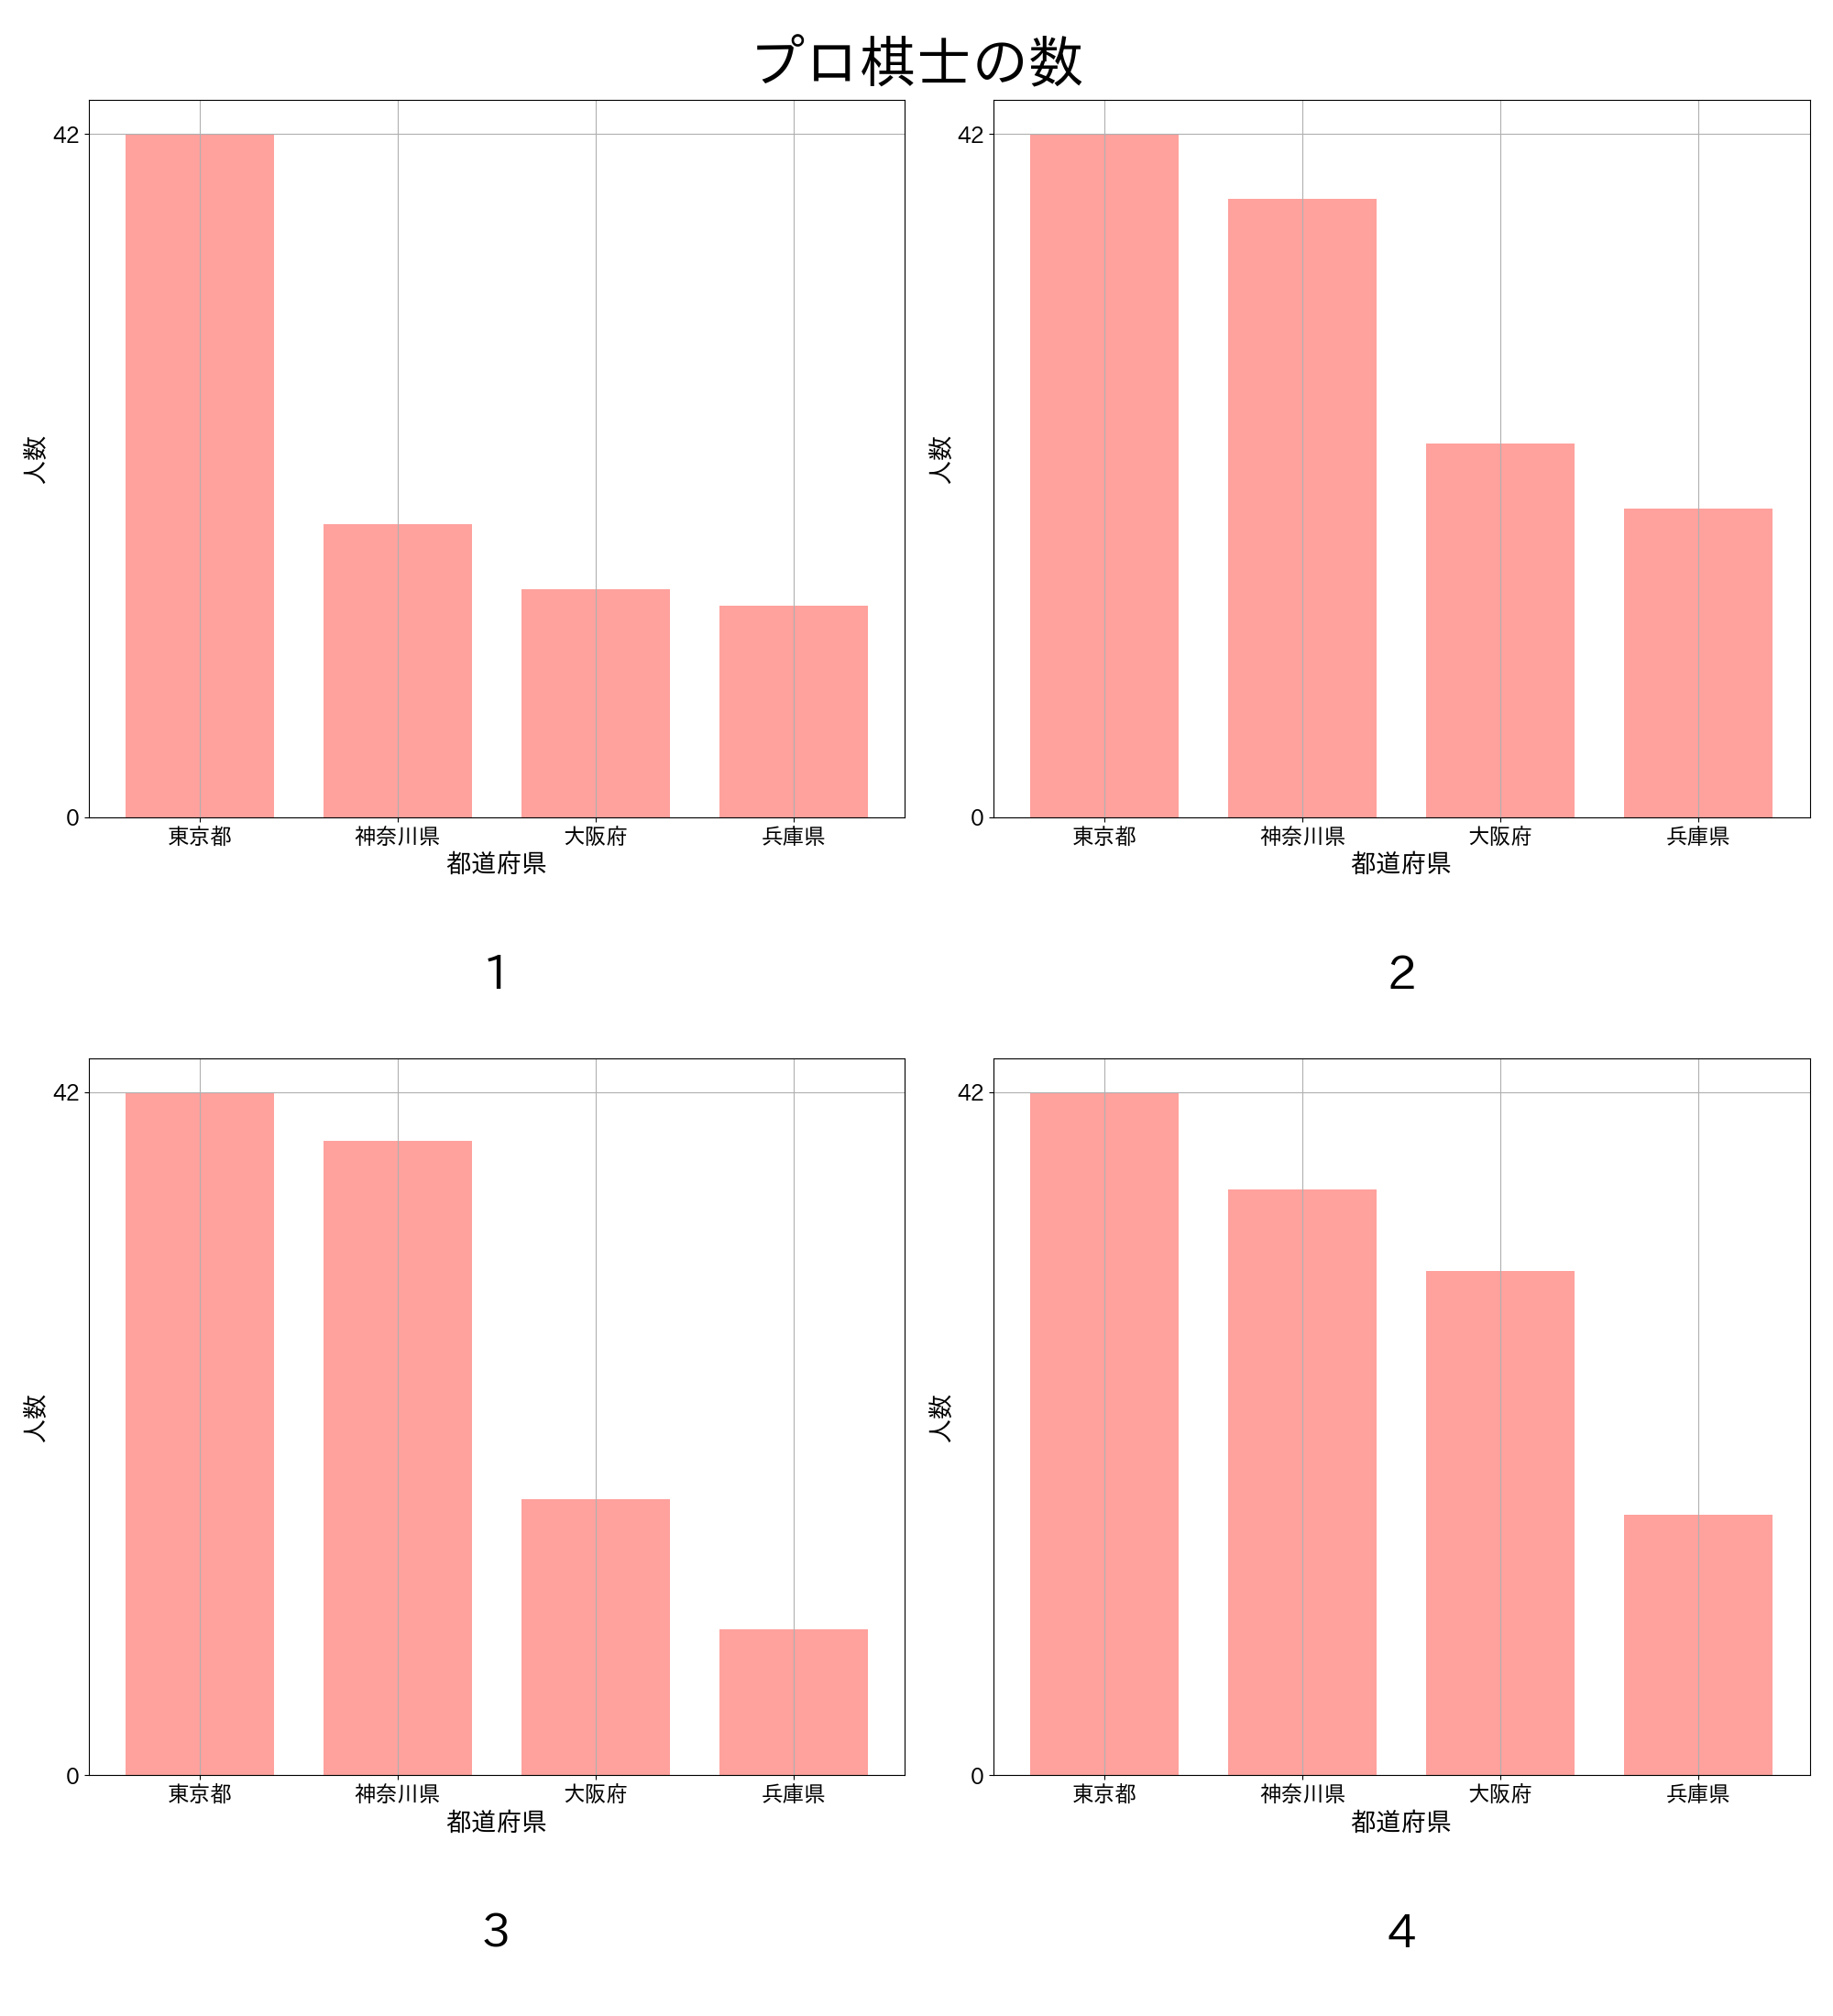 プロ棋士の数
42
0
人数
東京都 神奈川県 大阪府 兵庫県
都道府県
1
42
0
人数
東京都 神奈川県 大阪府 兵庫県
都道府県
2
42
0
人数
東京都 神奈川県 大阪府 兵庫県
都道府県
3
42
0
人数
東京都 神奈川県 大阪府 兵庫県
都道府県
4